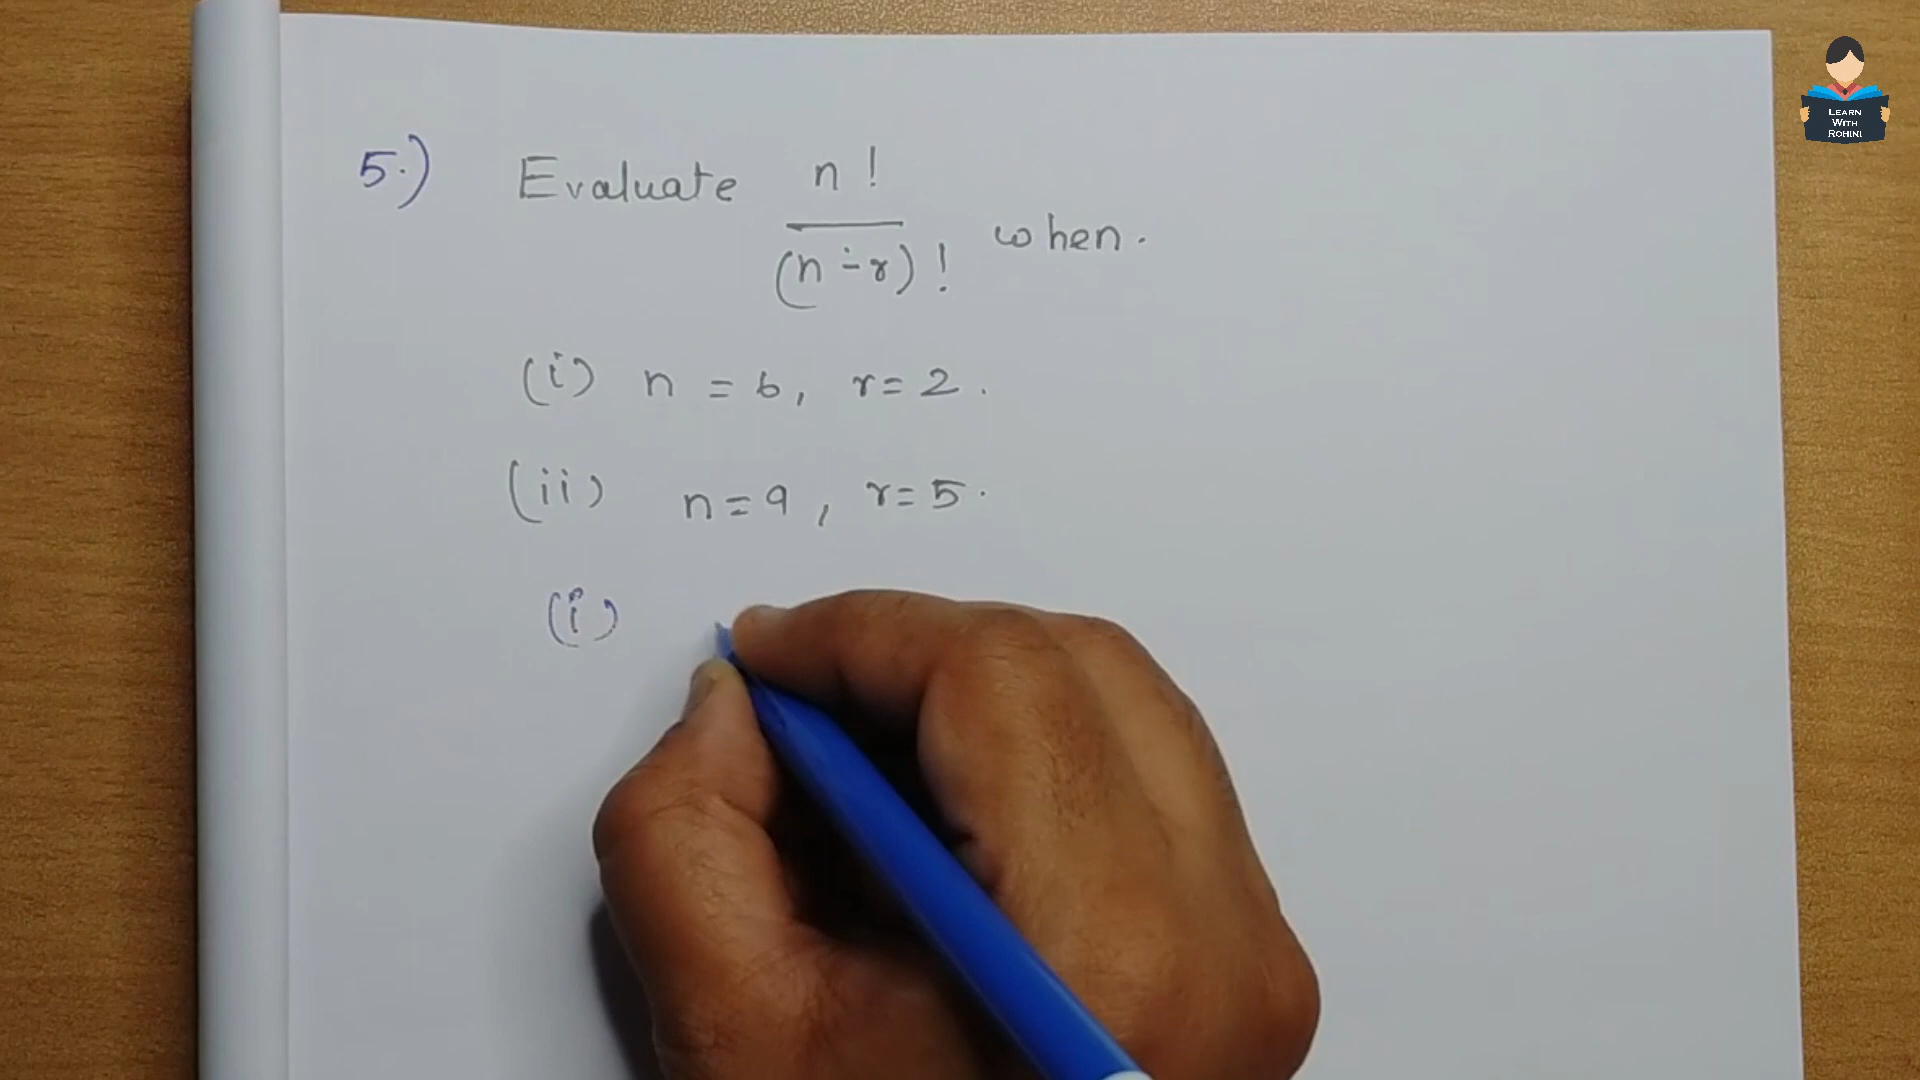 5.) Evaluate n!
(n-r)! when.
(i) n = 6, r = 2.
(ii) n = 9, r = 5.
(i)
LEARN
WITH
ROHINI